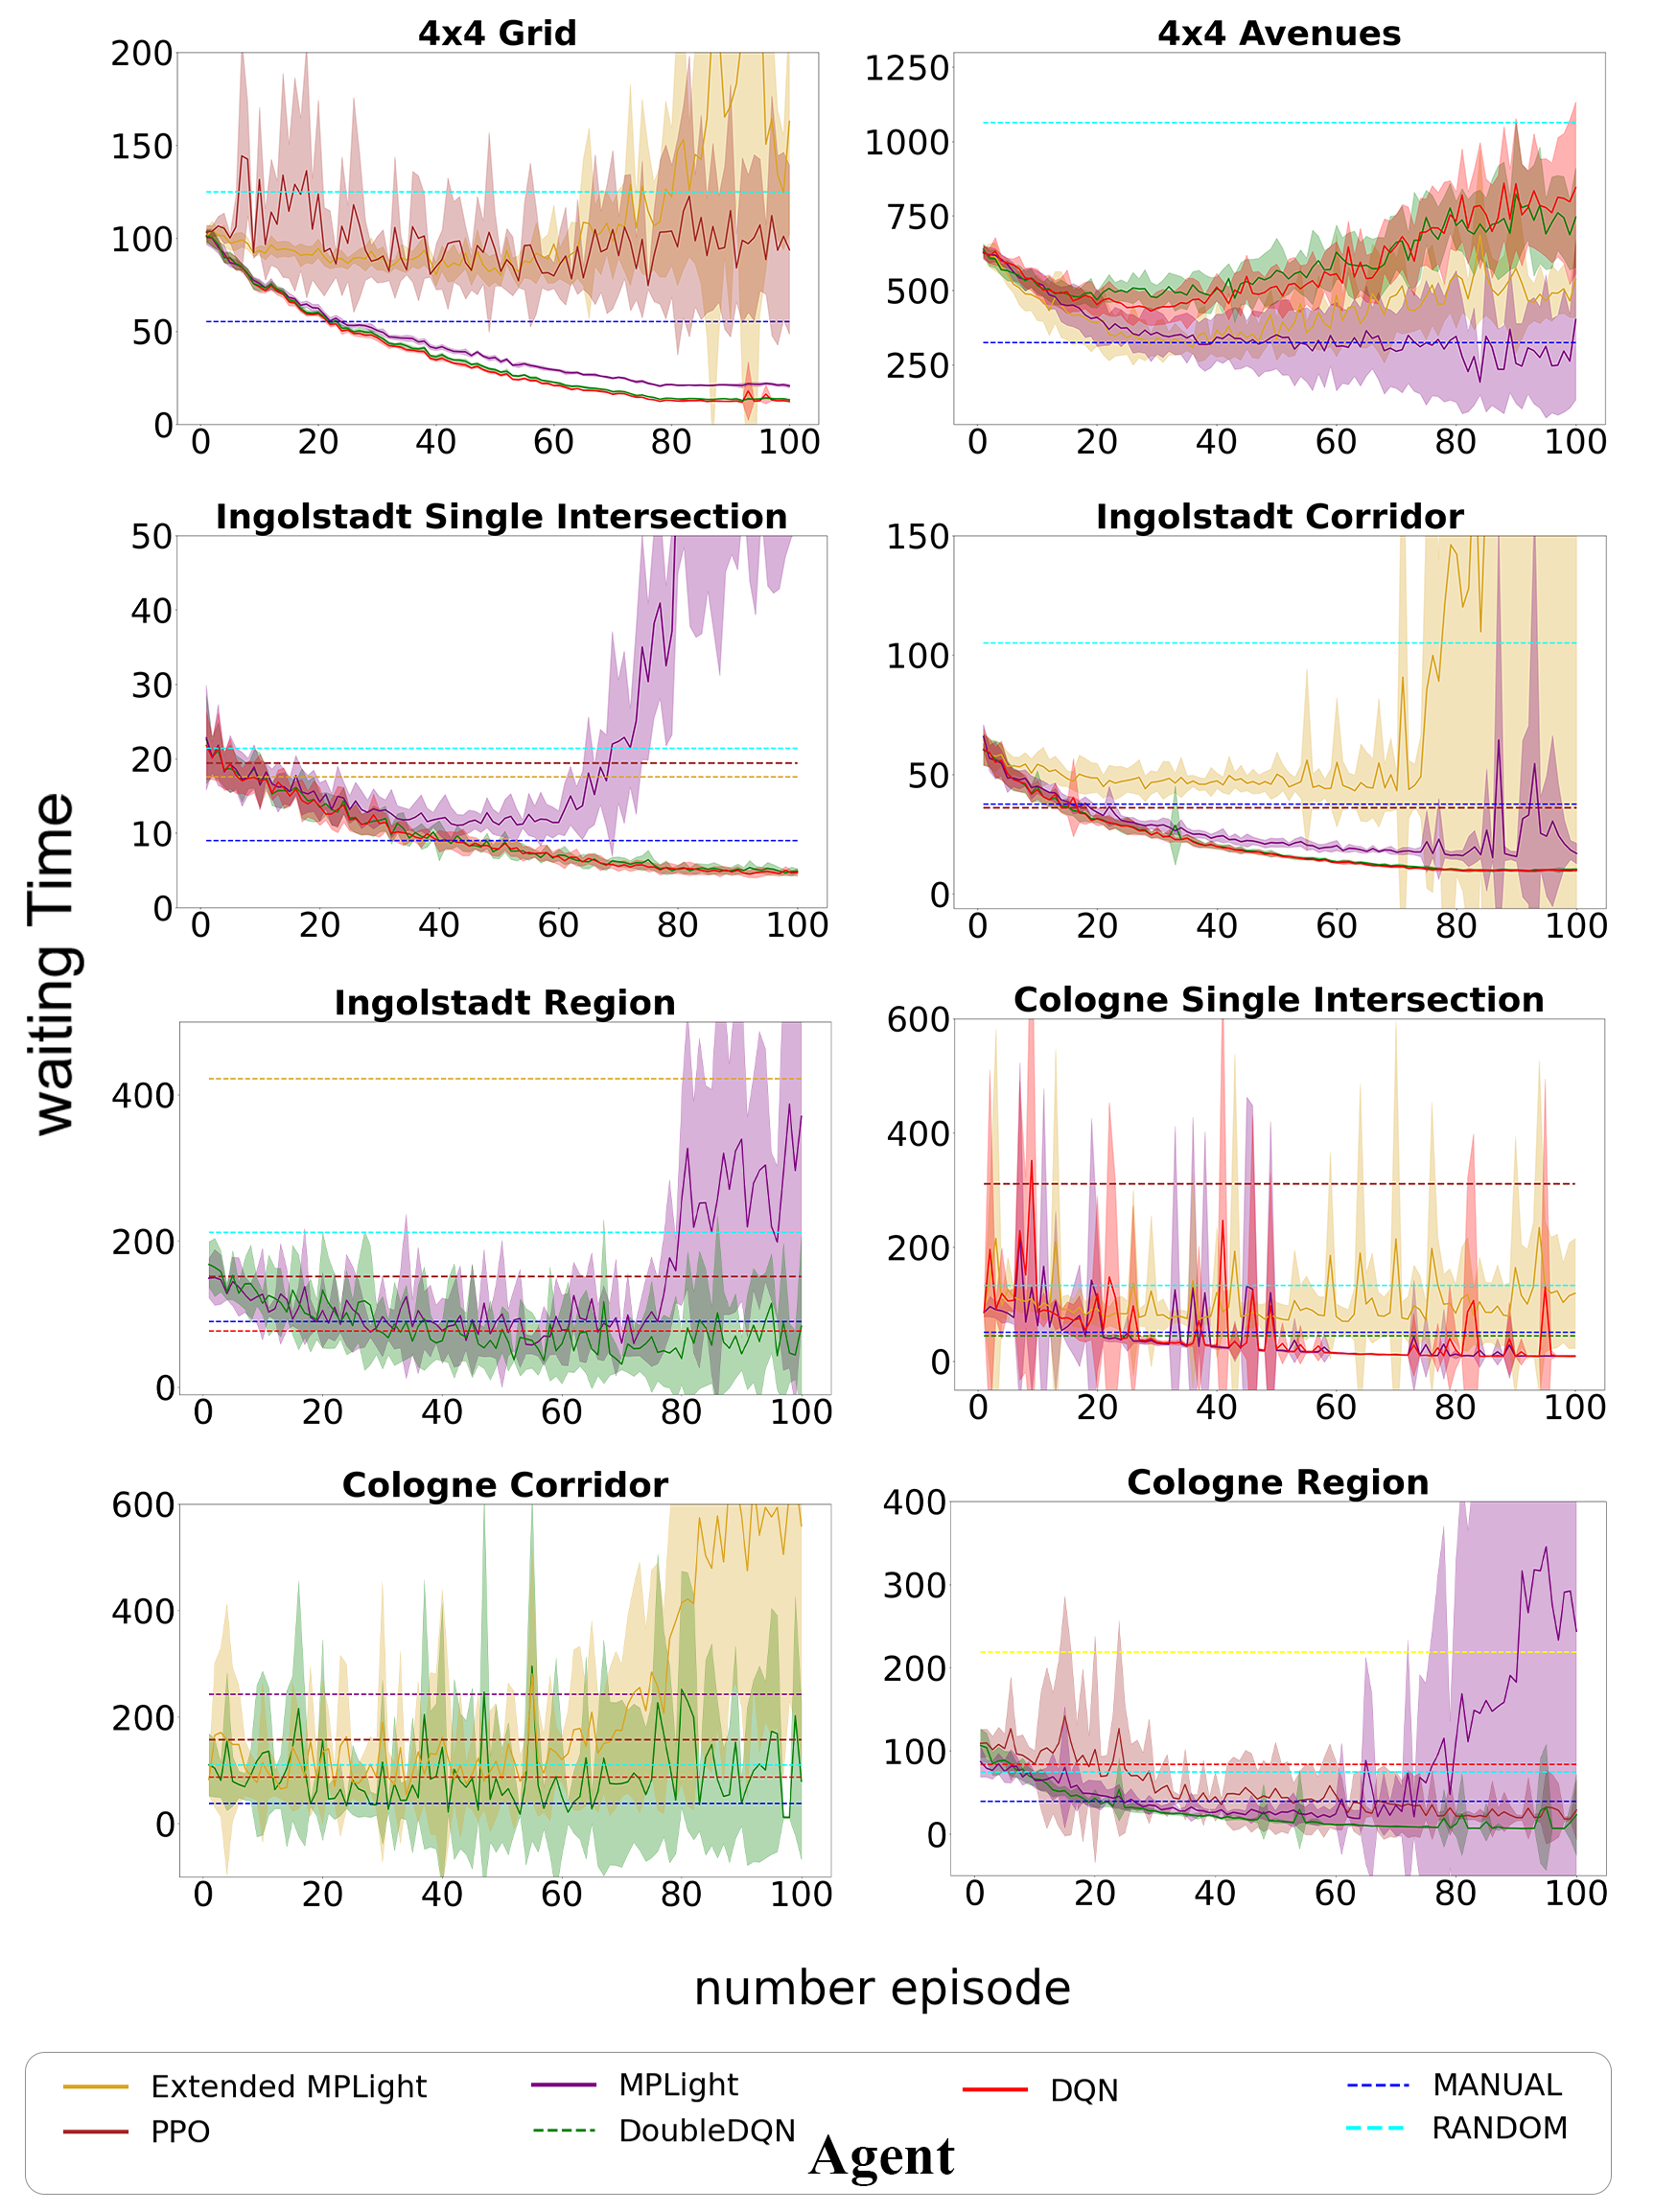 4x4 Grid
200
150
100
50
0
0 20 40 60 80 100
4x4 Avenues
1250
1000
750
500
250
0 20 40 60 80 100
Ingolstadt Single Intersection
50
40
30
20
10
0
0 20 40 60 80 100
Ingolstadt Corridor
150
100
50
0
0 20 40 60 80 100
waiting Time
Ingolstadt Region
400
200
0
0 20 40 60 80 100
Cologne Single Intersection
600
400
200
0
0 20 40 60 80 100
Cologne Corridor
600
400
200
0
0 20 40 60 80 100
Cologne Region
400
300
200
100
0
0 20 40 60 80 100
number episode
Extended MPLight MPLight DQN MANUAL
PPO DoubleDQN RANDOM
Agent